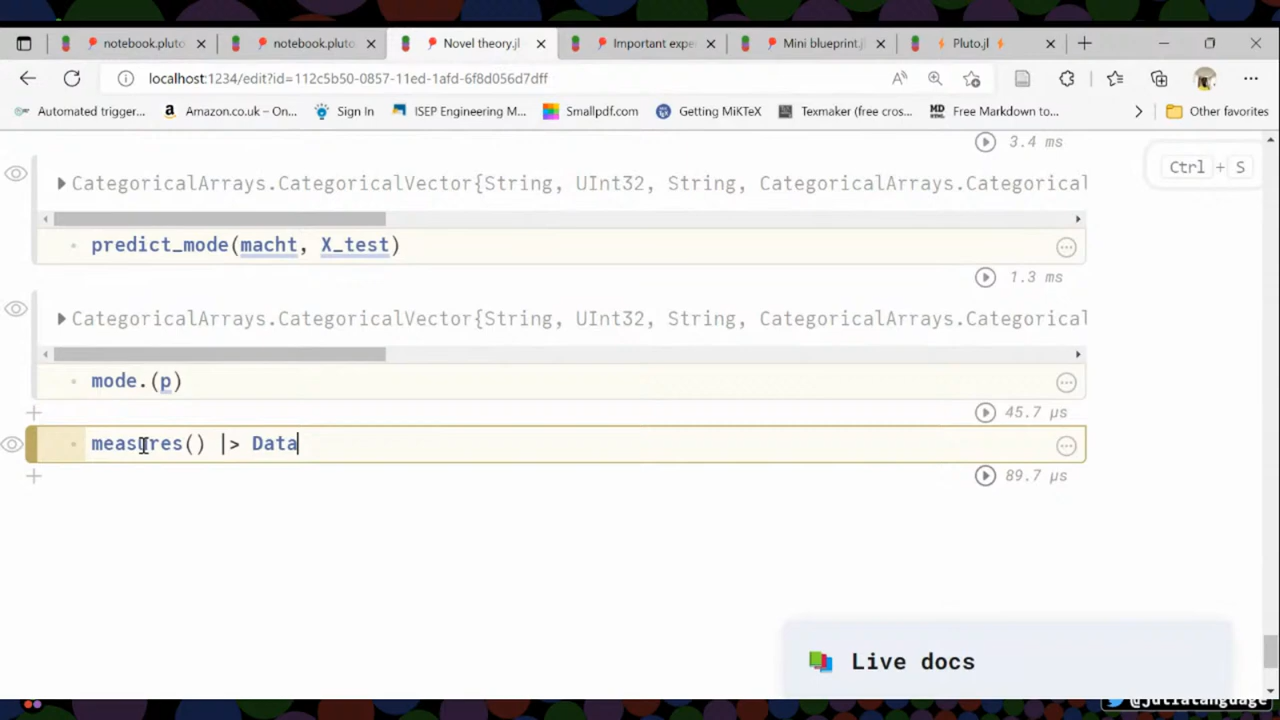 notebook.pluto
notebook.pluto
Novel theory.jl
Important expe
Mini blueprint.jl
Pluto.jl
localhost:1234/edit?id=112c5b50-0857-11ed-1afd-6f8d056d7dff
Automated trigger...
Amazon.co.uk – On...
Sign In
ISEP Engineering M...
Smallpdf.com
Getting MiKTeX
Texmaker (free cros...
Free Markdown to...
Other favorites
3.4 ms
Ctrl + S
CategoricalArrays.CategoricalVector{String, UInt32, String, CategoricalArrays.Categorical
predict_mode(macht, X_test)
1.3 ms
CategoricalArrays.CategoricalVector{String, UInt32, String, CategoricalArrays.Categorical
mode.(p)
45.7 μs
measures() |> Data
89.7 μs
Live docs
@JuliaLanguage